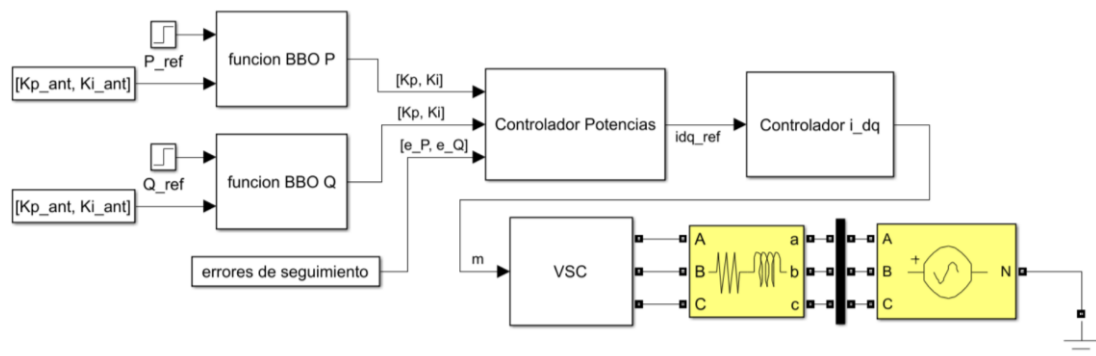 funcion BBO P
P_ref
[Kp_ant, Ki_ant]
[Kp, Ki]
[Kp, Ki]
[e_P, e_Q]
Controlador Potencias
idq_ref
Controlador i_dq
funcion BBO Q
Q_ref
[Kp_ant, Ki_ant]
errores de seguimiento
m
VSC
A a
B b
C c
A
+
B N
C